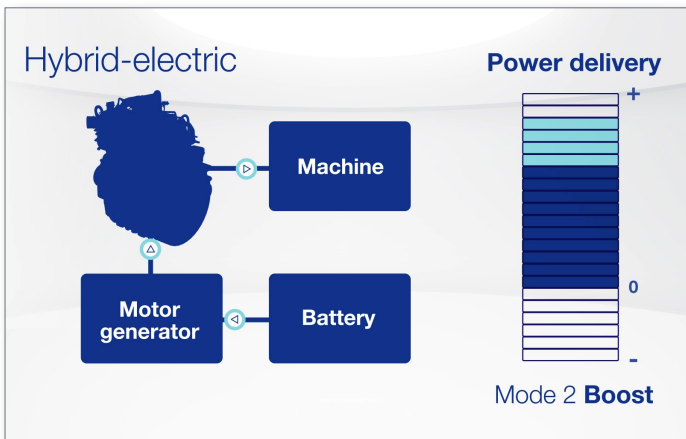 Hybrid-electric
Power delivery
+
Machine
Motor
generator
Battery
0
-
Mode 2 Boost